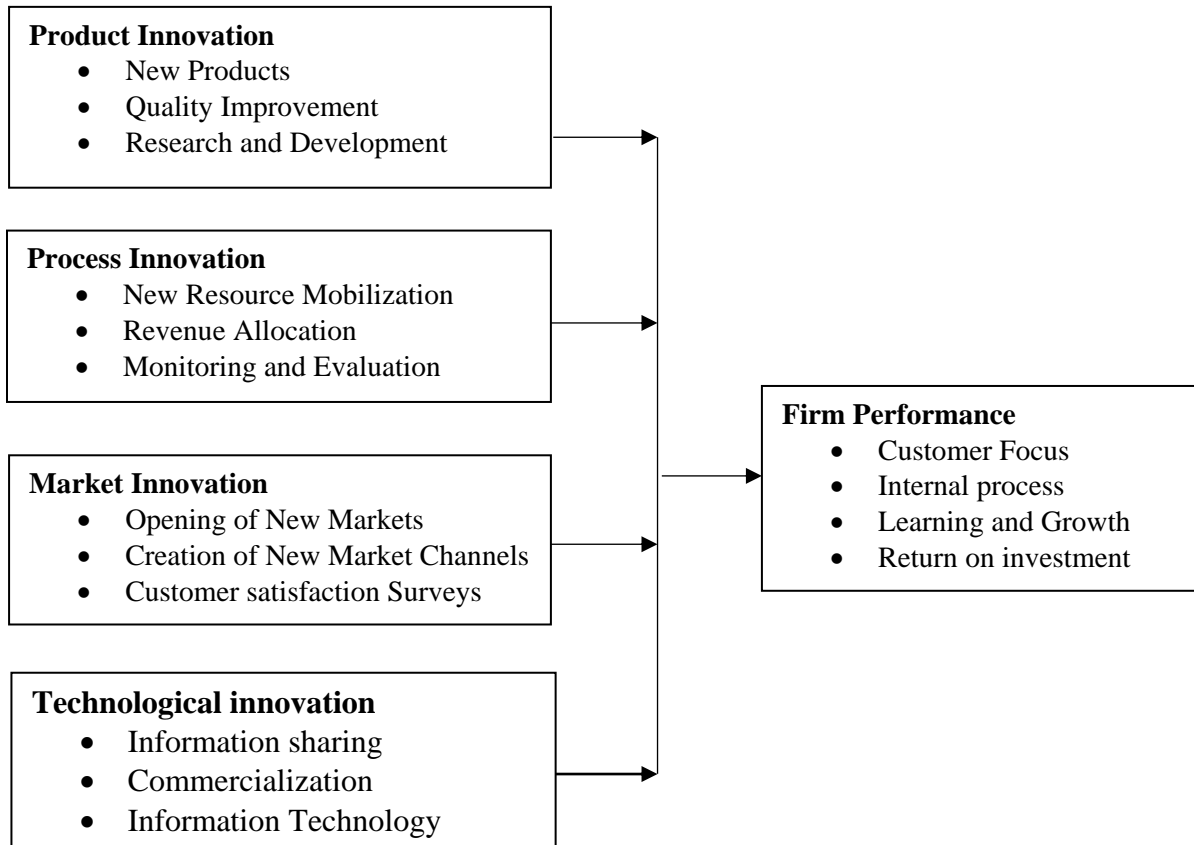 Product Innovation
• New Products
• Quality Improvement
• Research and Development
Process Innovation
• New Resource Mobilization
• Revenue Allocation
• Monitoring and Evaluation
Market Innovation
• Opening of New Markets
• Creation of New Market Channels
• Customer satisfaction Surveys
Technological innovation
• Information sharing
• Commercialization
• Information Technology
Firm Performance
• Customer Focus
• Internal process
• Learning and Growth
• Return on investment